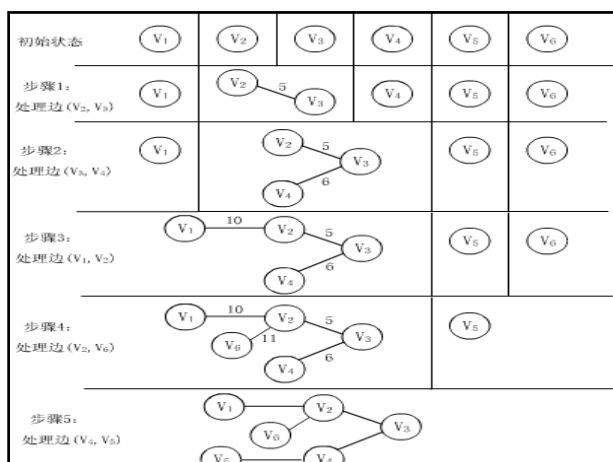 初始状态 V1 V2 V3 V4 V5 V6
步骤1:
处理边(V2, V3)
V1 V2 5 V3 V4 V5 V6
步骤2:
处理边(V3, V4)
V1 V2 5 V3 6 V4 V5 V6
步骤3:
处理边(V1, V2)
V1 10 V2 5 V3 6 V4 V5 V6
步骤4:
处理边(V2, V6)
V1 10 V2 5 V3 11 V6 6 V4 V5
步骤5:
处理边(V4, V5)
V1 V2 V3 V6 V5 V4